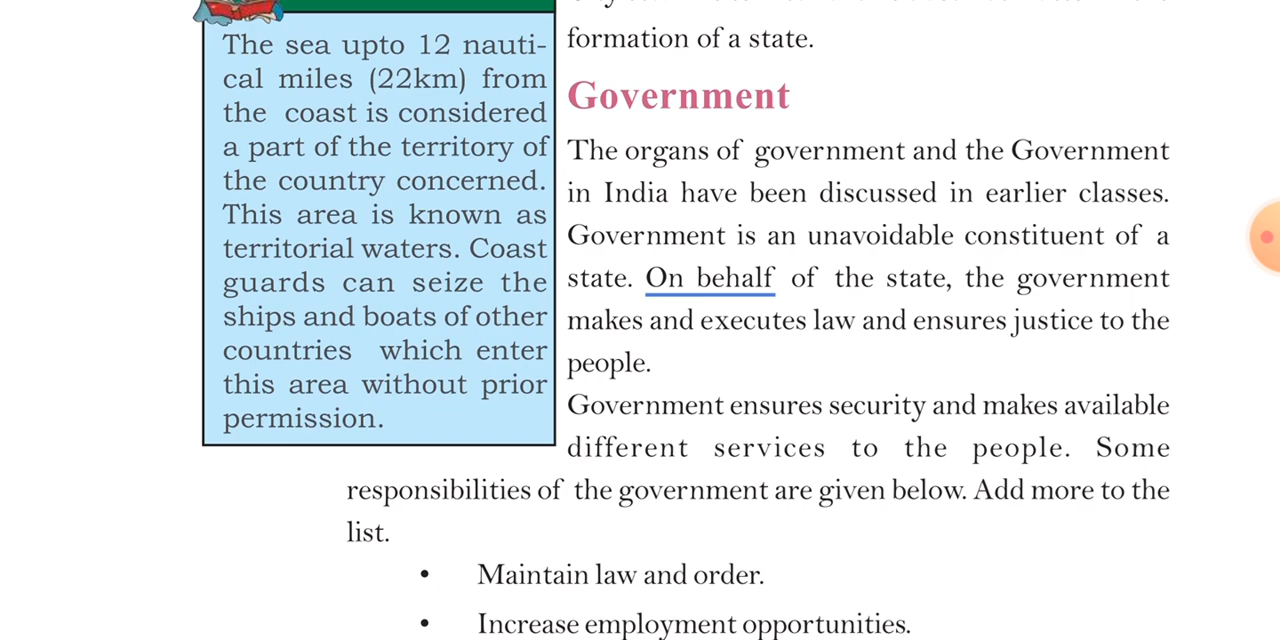 formation of a state.
The sea upto 12 nauti-
cal miles (22km) from
the coast is considered
a part of the territory of
the country concerned.
This area is known as
territorial waters. Coast
guards can seize the
ships and boats of other
countries which enter
this area without prior
permission.
Government
The organs of government and the Government
in India have been discussed in earlier classes.
Government is an unavoidable constituent of a
state. On behalf of the state, the government
makes and executes law and ensures justice to the
people.
Government ensures security and makes available
different services to the people. Some
responsibilities of the government are given below. Add more to the
list.
• Maintain law and order.
• Increase employment opportunities.